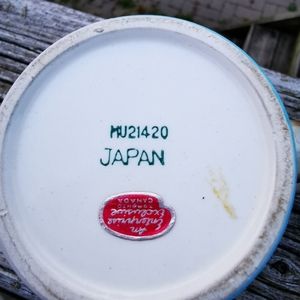 MU21420
JAPAN
An
Enterprise
Exclusive
TORONTO
CANADA